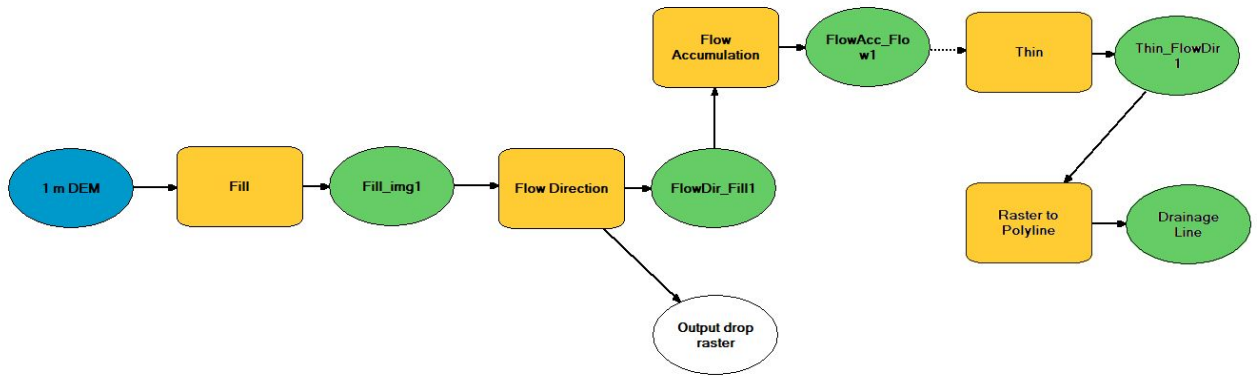 Flow
Accumulation
FlowAcc_Flo
w1
Thin
Thin_FlowDir
1
1 m DEM
Fill
Fill_img1
Flow Direction
FlowDir_Fill1
Raster to
Polyline
Drainage
Line
Output drop
raster